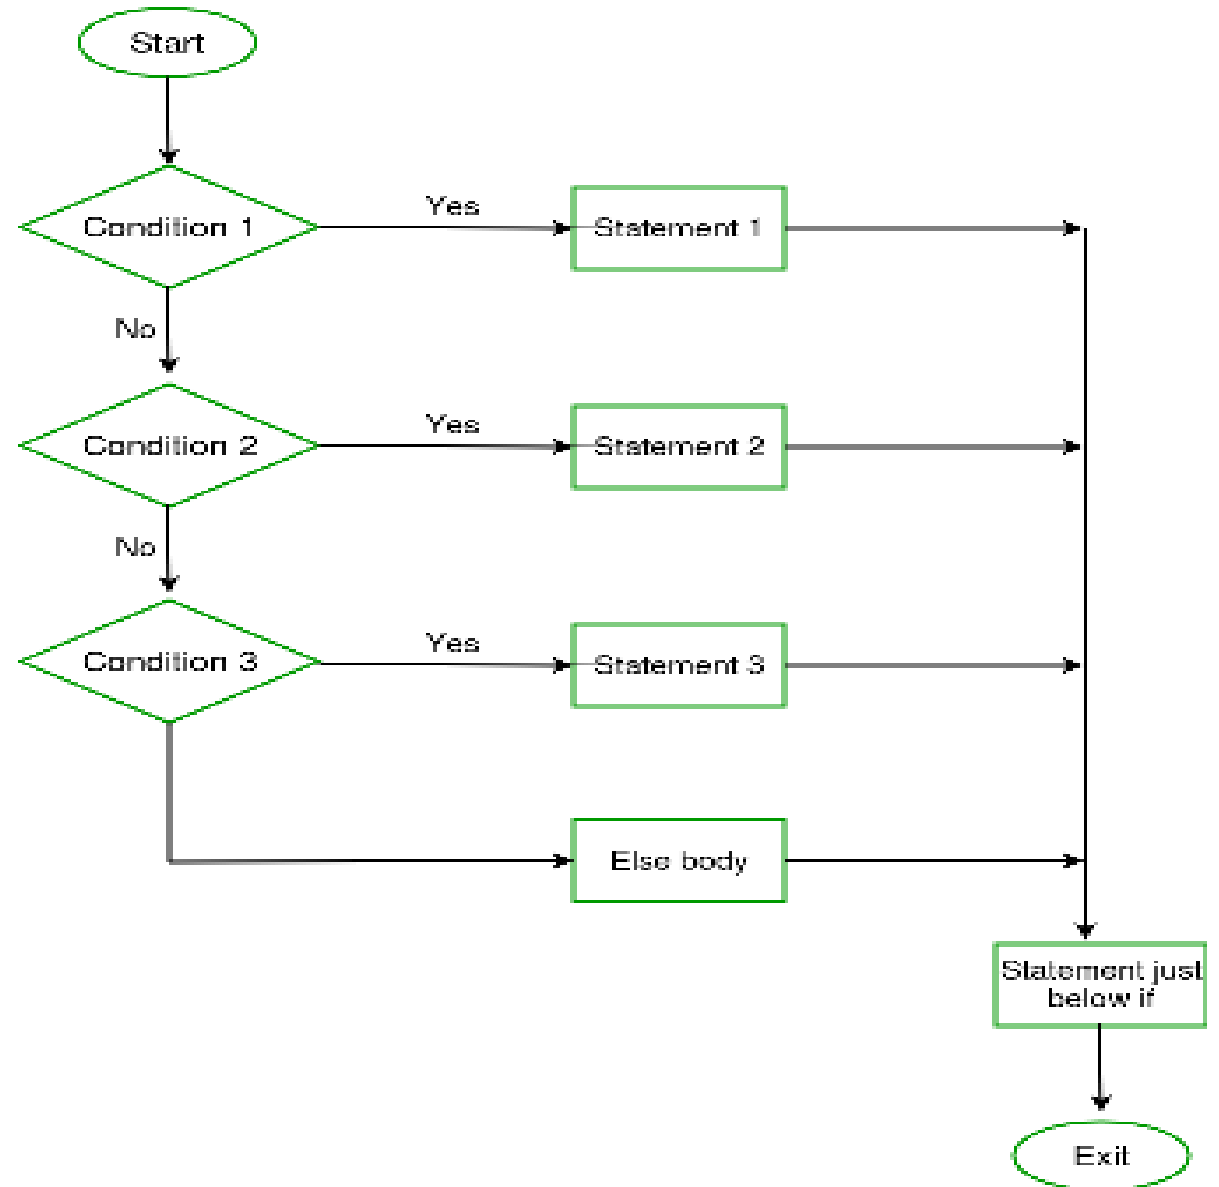 Start
Condition 1
Yes
Statement 1
No
Condition 2
Yes
Statement 2
No
Condition 3
Yes
Statement 3
Else body
Statement just
below if
Exit